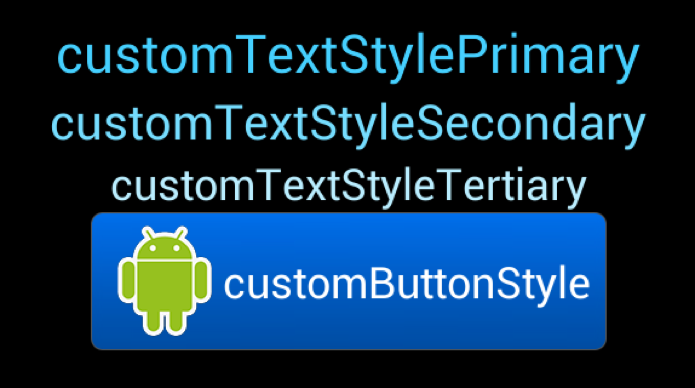 customTextStylePrimary
customTextStyleSecondary
customTextStyleTertiary
customButtonStyle